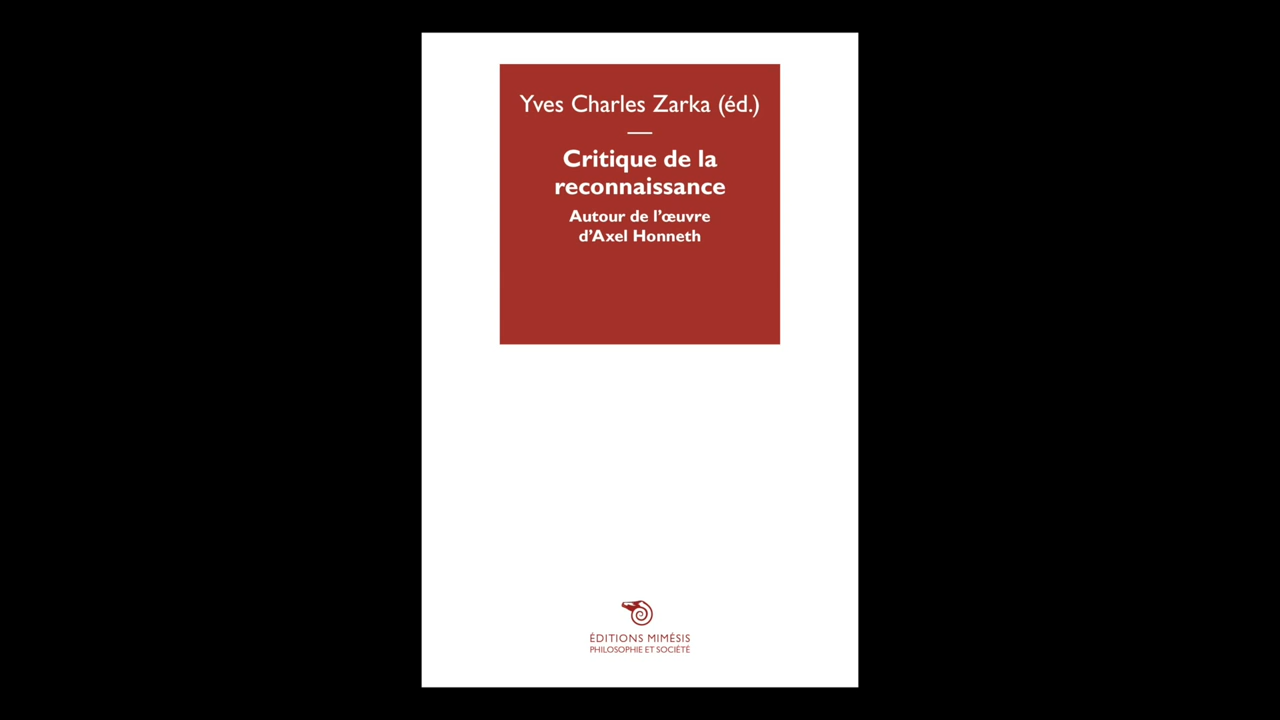 Yves Charles Zarka (éd.)
Critique de la
reconnaissance
Autour de l’œuvre
d’Axel Honneth
ÉDITIONS MIMÉSIS
PHILOSOPHIE ET SOCIÉTÉ